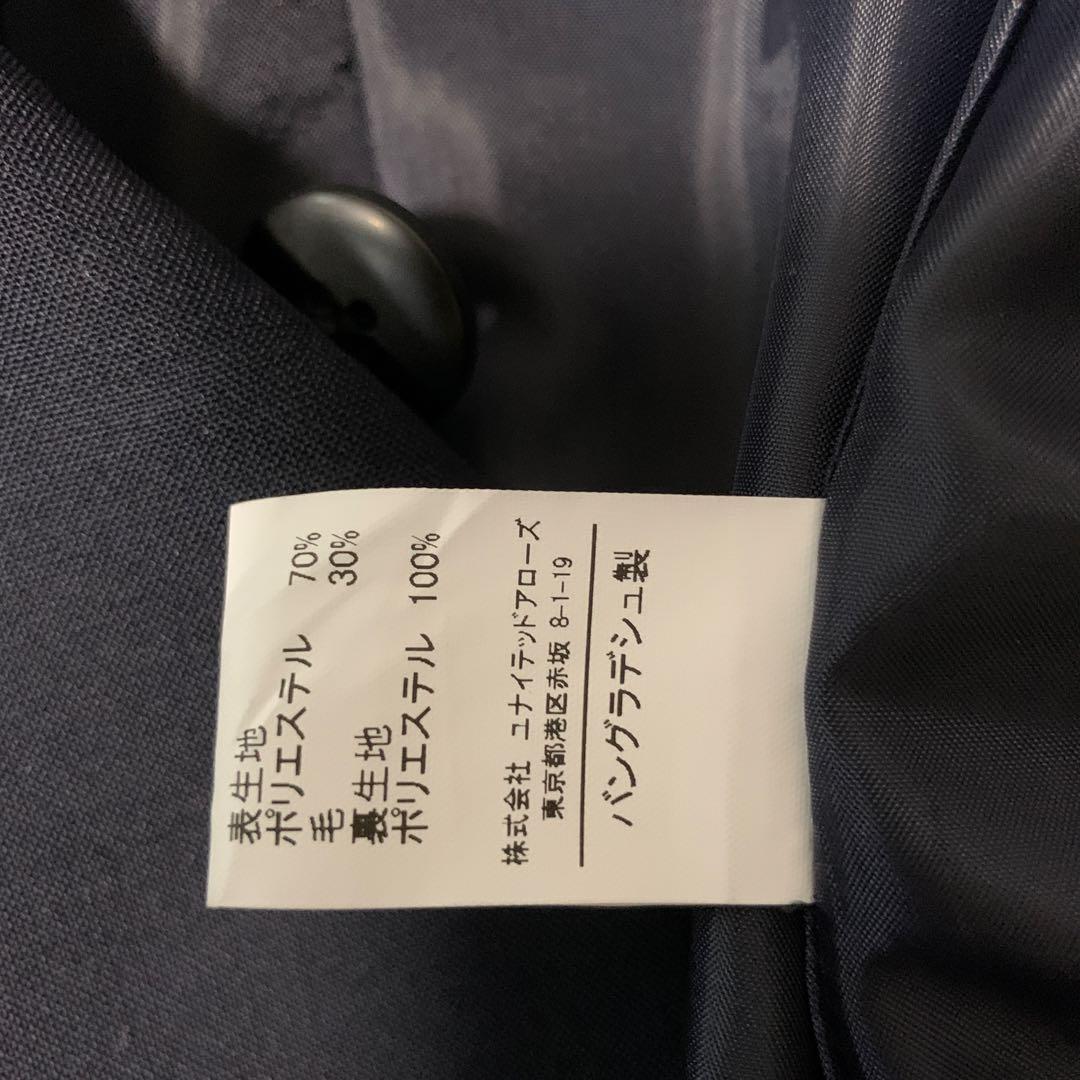 表生地
ポリエステル 70%
毛 30%
裏生地
ポリエステル 100%
株式会社 ユナイテッドアローズ
東京都港区赤坂 8-1-19
バングラデシュ製